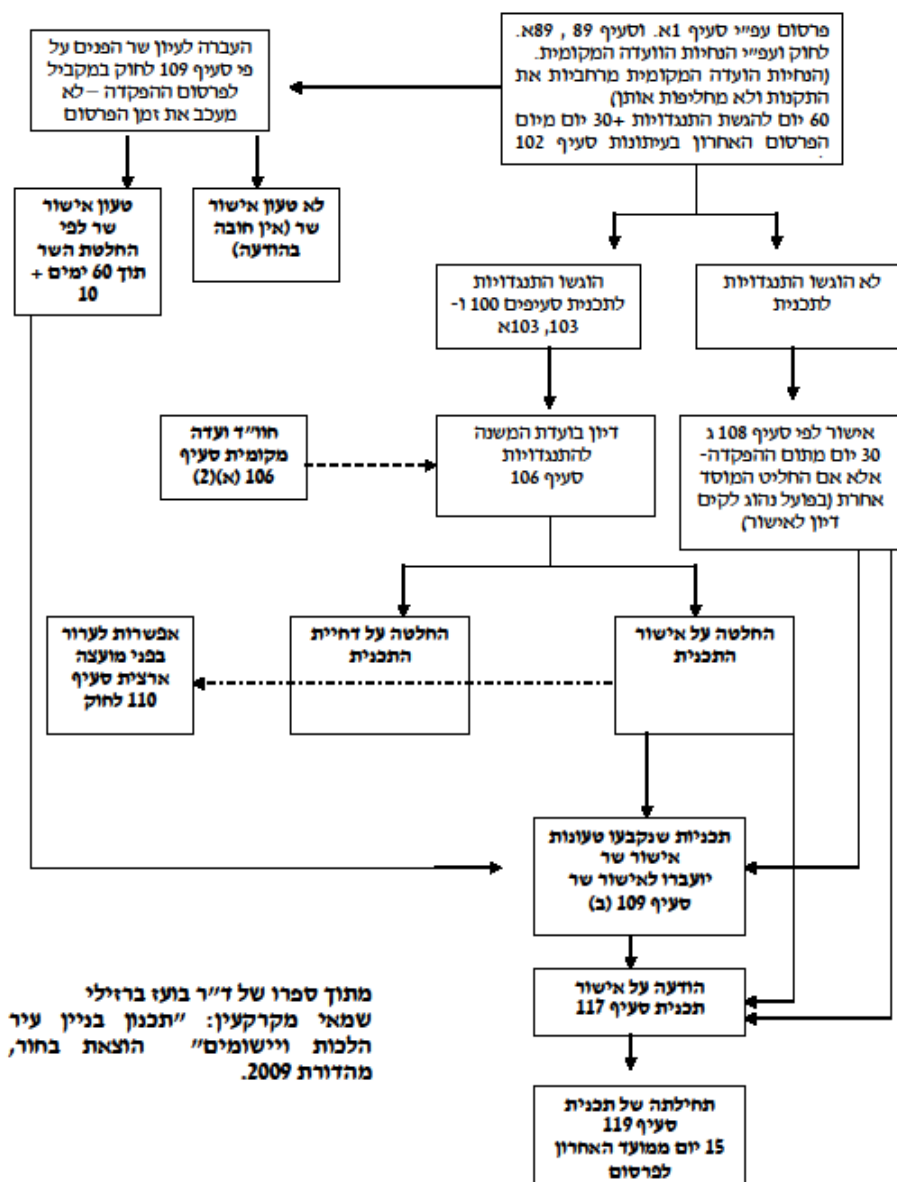 פרסום עפ״י סעיף 1א. וסעיף 89 , 89א.
לחוק ועפ״י הנחיות הוועדה המקומית.
(הנחיות הועדה המקומית מרחביות את
התקנות ולא מחליפות אותן)
60 יום להגשת התנגדויות +30 יום מיום
הפרסום האחרון בעיתונות סעיף 102
העברה לעיון שר הפנים על
פי סעיף 109 לחוק במקביל
לפרסום ההפקדה – לא
מעכב את זמן הפרסום
לא טעון אישור
שר (אין חובה
בהודעה)
טעון אישור
שר לפי
החלטת השר
תוך 60 ימים +
10
לא הוגשו התנגדויות
לתכנית
הוגשו התנגדויות
לתכנית סעיפים 100 ו-
103, 103א
אישור לפי סעיף 108 ג
30 יום מתום ההפקדה-
אלא אם החליט המוסד
אחרת (בפועל נהוג לקים
דיון לאישור)
דיון בועדת המשנה
להתנגדויות
סעיף 106
חוו״ד ועדה
מקומית סעיף
106 (א)(2)
החלטה על אישור
התכנית
החלטה על דחיית
התכנית
אפשרות לערור
בפני מועצה
ארצית סעיף
110 לחוק
תכניות שנקבעו טעונות
אישור שר
יועברו לאישור שר
סעיף 109 (ב)
הודעה על אישור
תכנית סעיף 117
תחילתה של תכנית
סעיף 119
15 יום ממועד האחרון
לפרסום
מתוך ספרו של ד״ר בועז ברזילי
שמאי מקרקעין: ״תכנון בניין עיר
הלכות ויישומים״ הוצאת בחור,
מהדורת 2009.